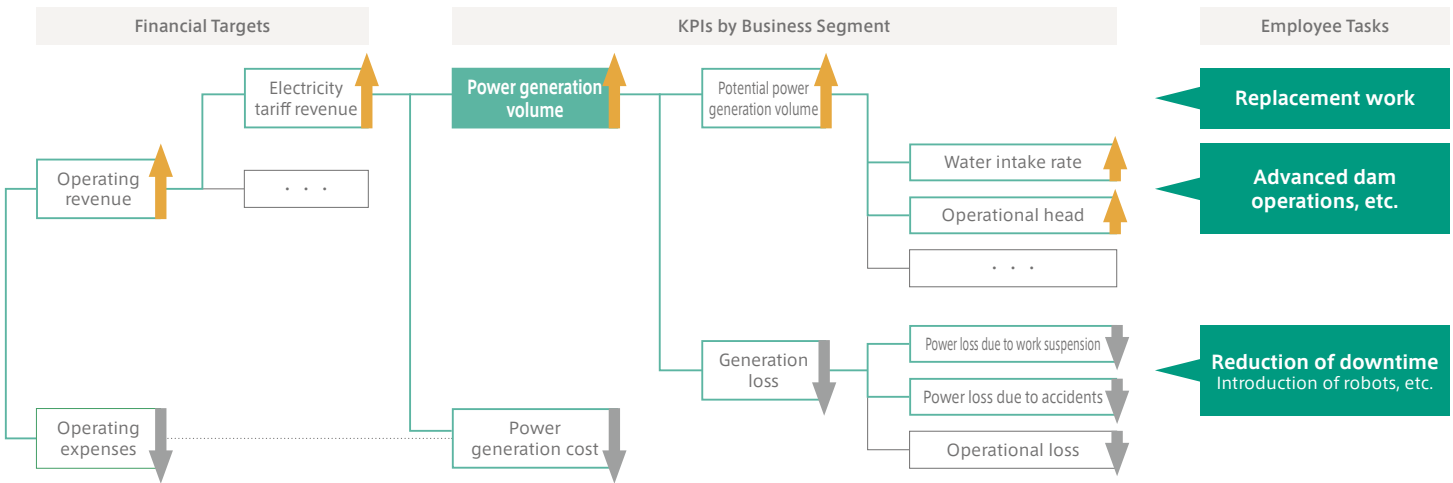 Financial Targets
KPIs by Business Segment
Employee Tasks
Electricity
tariff revenue
Power generation
volume
Potential power
generation volume
Replacement work
Operating
revenue
· · ·
Water intake rate
Operational head
· · ·
Advanced dam
operations, etc.
Generation
loss
Power loss due to work suspension
Power loss due to accidents
Operational loss
Reduction of downtime
Introduction of robots, etc.
Operating
expenses
Power
generation cost